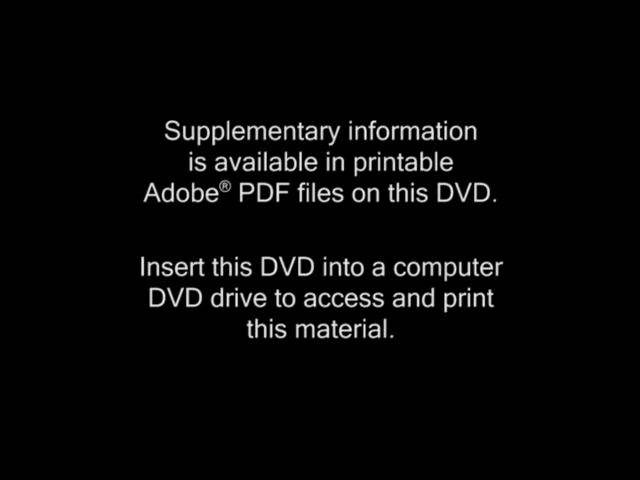 Supplementary information
is available in printable
Adobe® PDF files on this DVD.
Insert this DVD into a computer
DVD drive to access and print
this material.